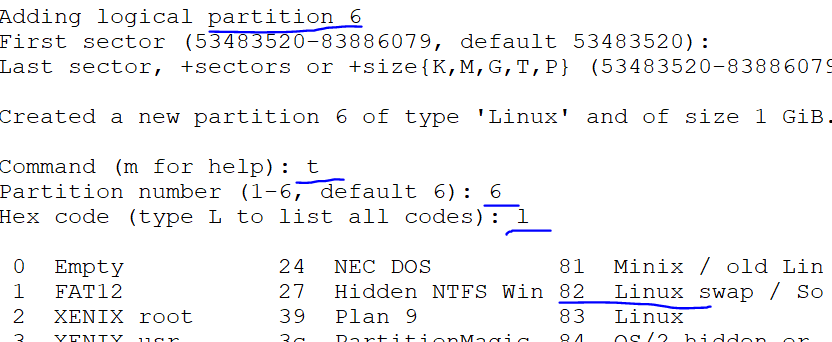 Adding logical partition 6
First sector (53483520-83886079, default 53483520):
Last sector, +sectors or +size{K,M,G,T,P} (53483520-83886079
Created a new partition 6 of type 'Linux' and of size 1 GiB.
Command (m for help): t
Partition number (1-6, default 6): 6
Hex code (type L to list all codes): l
0 Empty 24 NEC DOS 81 Minix / old Lin
1 FAT12 27 Hidden NTFS Win 82 Linux swap / So
2 XENIX root 39 Plan 9 83 Linux
3 XENIX usr 3c PartitionMagic 84 OS/2 hidden or